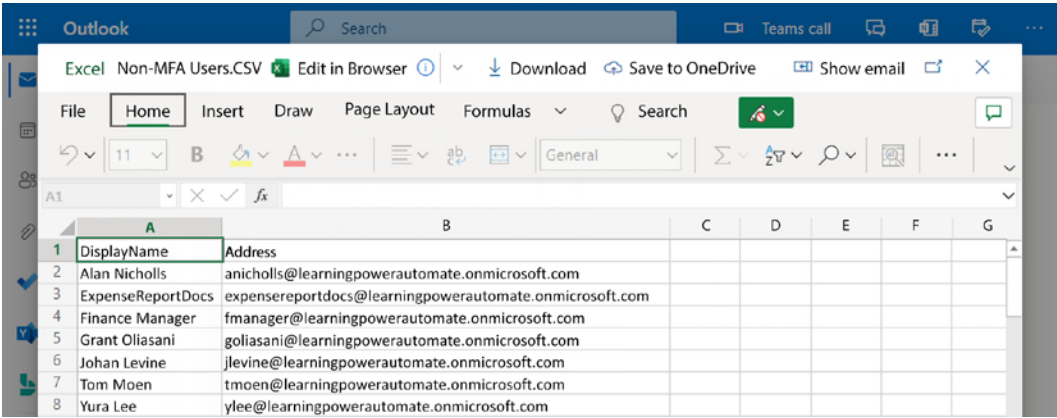 Outlook Search Teams call
Excel Non-MFA Users.CSV Edit in Browser Download Save to OneDrive Show email
File Home Insert Draw Page Layout Formulas Search
11 B A ... ab General Σ AZ ...
A1 fx
A B C D E F G
1 DisplayName Address
2 Alan Nicholls anicholls@learningpowerautomate.onmicrosoft.com
3 ExpenseReportDocs expensereportdocs@learningpowerautomate.onmicrosoft.com
4 Finance Manager fmanager@learningpowerautomate.onmicrosoft.com
5 Grant Oliasani goliasani@learningpowerautomate.onmicrosoft.com
6 Johan Levine jlevine@learningpowerautomate.onmicrosoft.com
7 Tom Moen tmoen@learningpowerautomate.onmicrosoft.com
8 Yura Lee ylee@learningpowerautomate.onmicrosoft.com